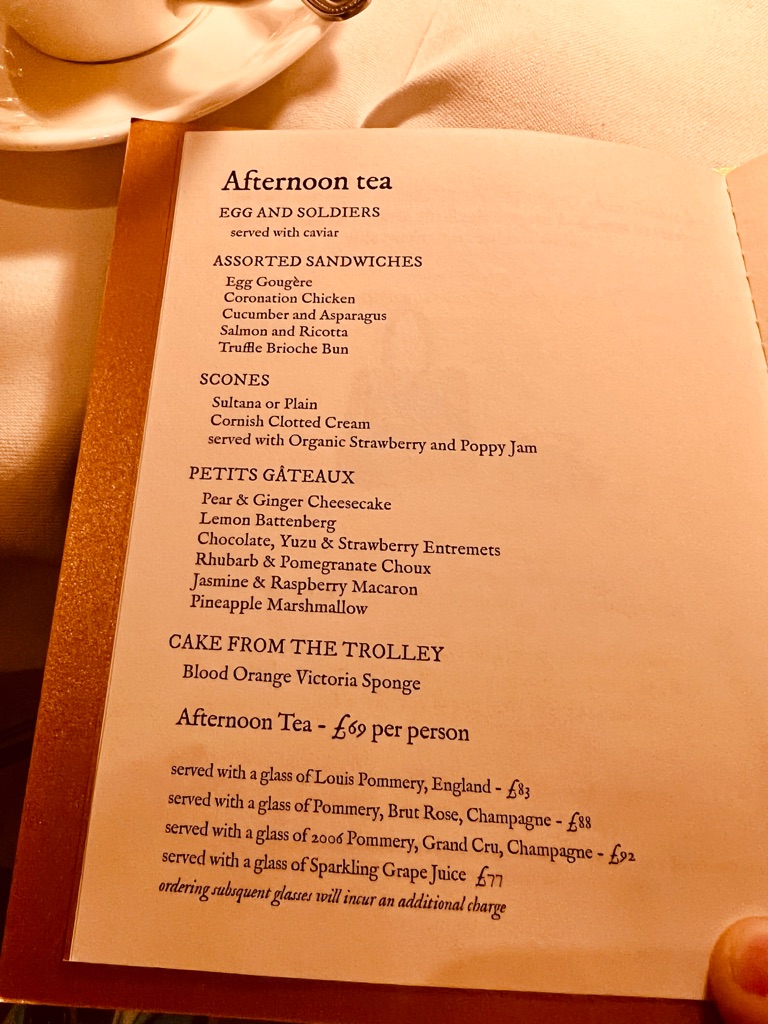 Afternoon tea
EGG AND SOLDIERS
served with caviar
ASSORTED SANDWICHES
Egg Gougère
Coronation Chicken
Cucumber and Asparagus
Salmon and Ricotta
Truffle Brioche Bun
SCONES
Sultana or Plain
Cornish Clotted Cream
served with Organic Strawberry and Poppy Jam
PETITS GÂTEAUX
Pear & Ginger Cheesecake
Lemon Battenberg
Chocolate, Yuzu & Strawberry Entremets
Rhubarb & Pomegranate Choux
Jasmine & Raspberry Macaron
Pineapple Marshmallow
CAKE FROM THE TROLLEY
Blood Orange Victoria Sponge
Afternoon Tea - £69 per person
served with a glass of Louis Pommery, England - £83
served with a glass of Pommery, Brut Rose, Champagne - £88
served with a glass of 2006 Pommery, Grand Cru, Champagne - £92
served with a glass of Sparkling Grape Juice £77
ordering subsquent glasses will incur an additional charge